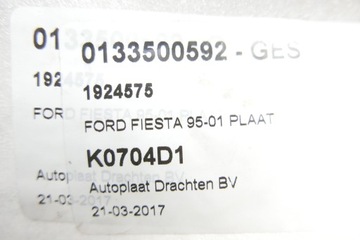 0133500592 - GES
1924575
FORD FIESTA 95-01 PLAAT
K0704D1
Autoplaat Drachten BV
21-03-2017